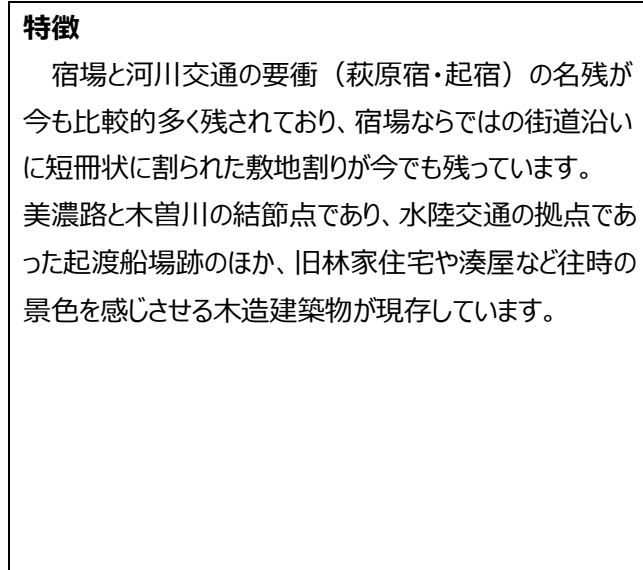 特徴
　宿場と河川交通の要衝（萩原宿・起宿）の名残が
今も比較的多く残されており、宿場ならではの街道沿い
に短冊状に割られた敷地割りが今でも残っています。
美濃路と木曽川の結節点であり、水陸交通の拠点であ
った起渡船場跡のほか、旧林家住宅や湊屋など往時の
景色を感じさせる木造建築物が現存しています。